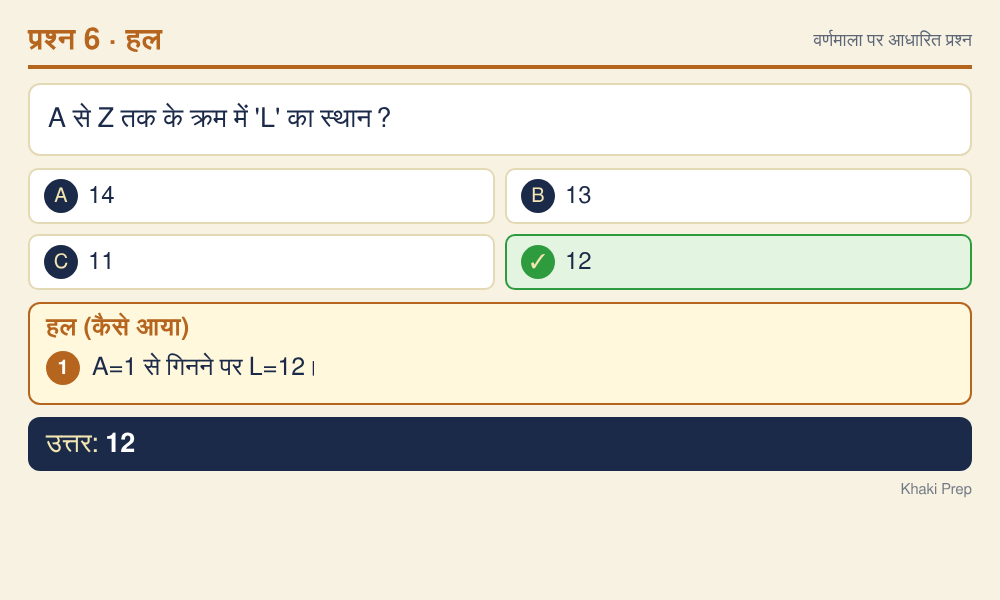 प्रश्न 6 · हल
वर्णमाला पर आधारित प्रश्न
A से Z तक के क्रम में 'L' का स्थान ?
A 14
B 13
C 11
✓ 12
हल (कैसे आया)
1 A=1 से गिनने पर L=12।
उत्तर: 12
Khaki Prep